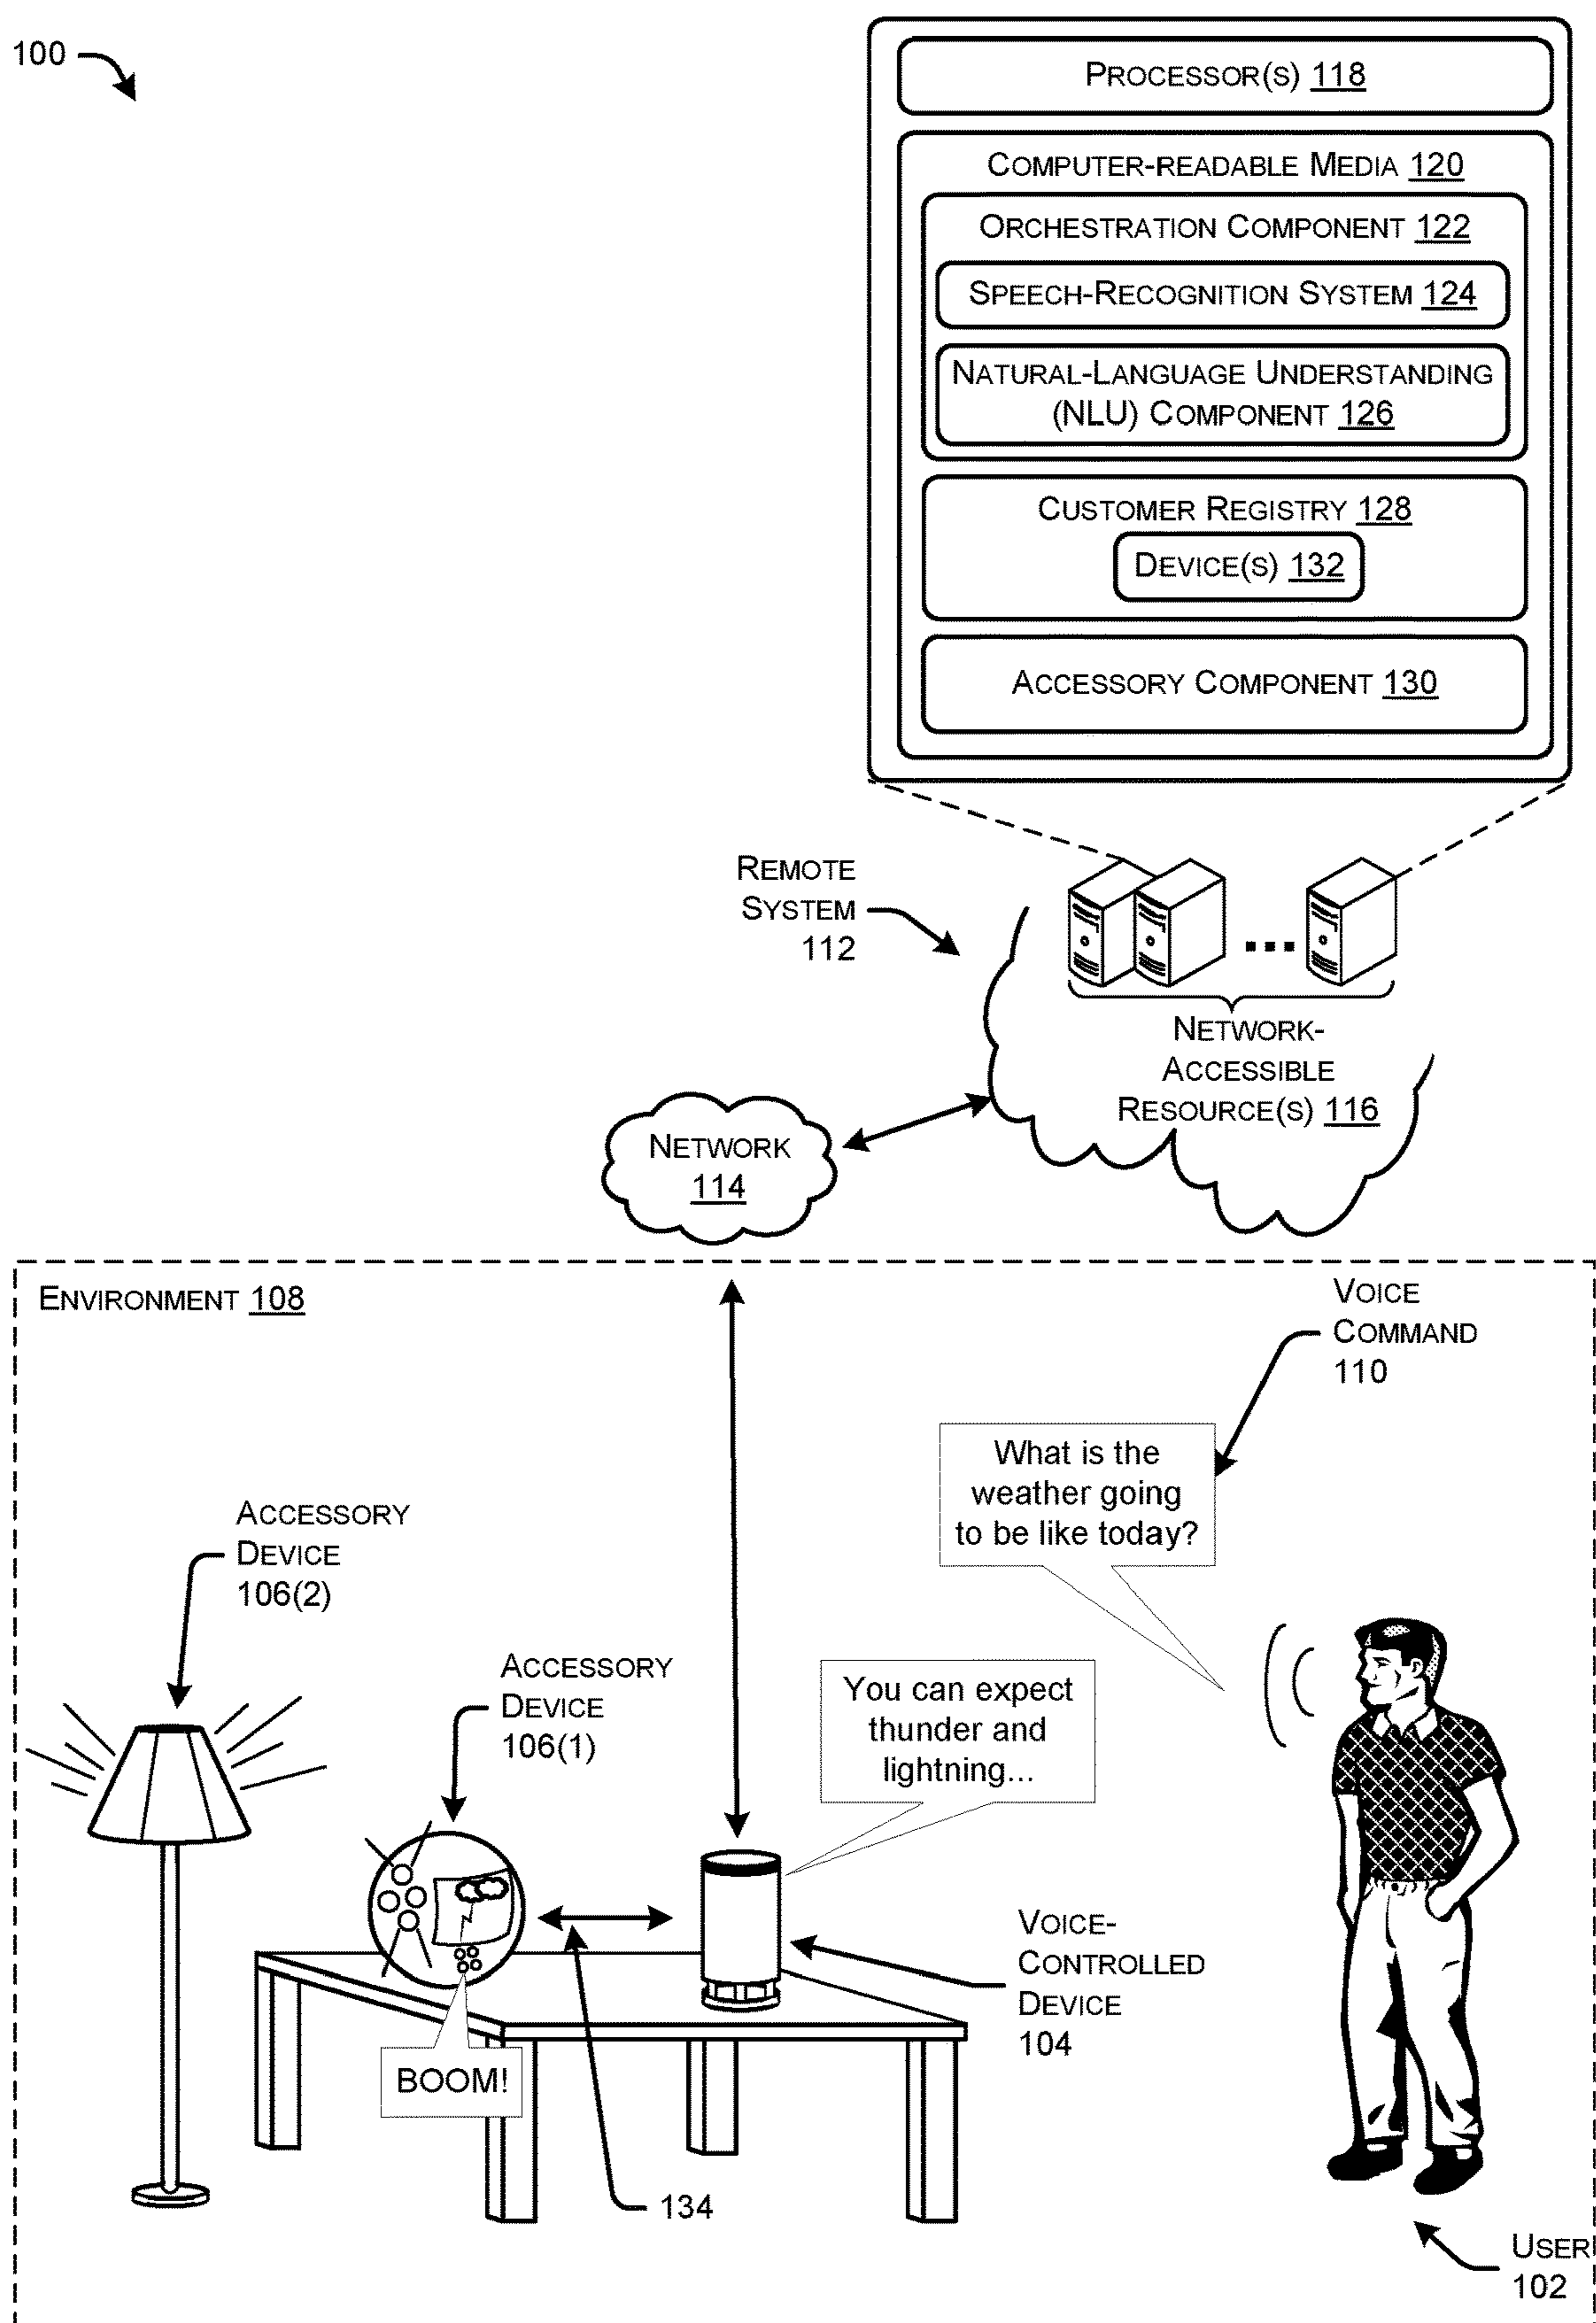 100
PROCESSOR(S) 118
COMPUTER-READABLE MEDIA 120
ORCHESTRATION COMPONENT 122
SPEECH-RECOGNITION SYSTEM 124
NATURAL-LANGUAGE UNDERSTANDING
(NLU) COMPONENT 126
CUSTOMER REGISTRY 128
DEVICE(S) 132
ACCESSORY COMPONENT 130
REMOTE
SYSTEM
112
NETWORK-
ACCESSIBLE
RESOURCE(S) 116
NETWORK
114
ENVIRONMENT 108
VOICE
COMMAND
110
What is the
weather going
to be like today?
ACCESSORY
DEVICE
106(2)
ACCESSORY
DEVICE
106(1)
You can expect
thunder and
lightning...
VOICE-
CONTROLLED
DEVICE
104
BOOM!
134
USER
102